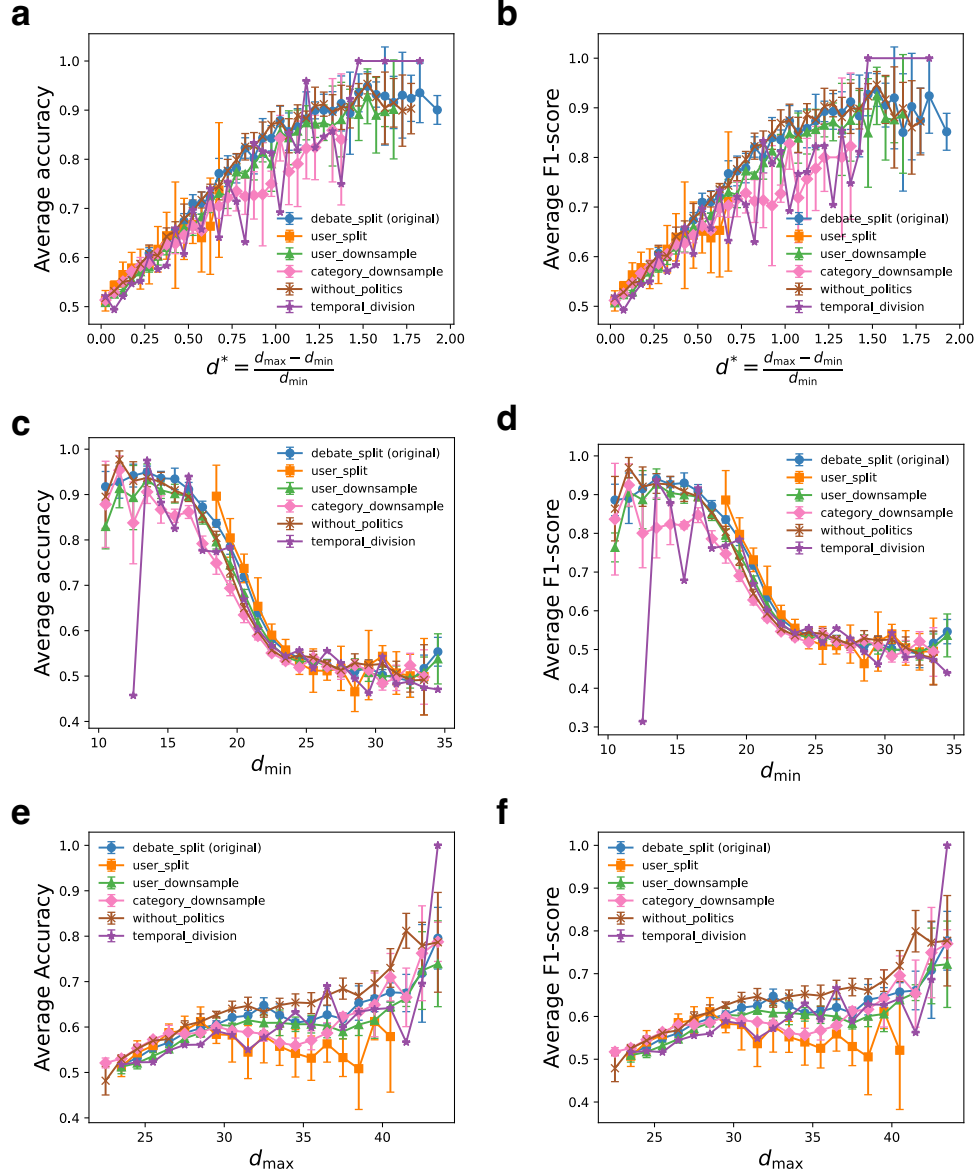 a
Average accuracy
1.0
0.9
0.8
0.7
0.6
0.5
0.00 0.25 0.50 0.75 1.00 1.25 1.50 1.75 2.00
debate_split (original)
user_split
user_downsample
category_downsample
without_politics
temporal_division
d* = (d_max − d_min) / d_min
b
Average F1-score
1.0
0.9
0.8
0.7
0.6
0.5
0.00 0.25 0.50 0.75 1.00 1.25 1.50 1.75 2.00
debate_split (original)
user_split
user_downsample
category_downsample
without_politics
temporal_division
d* = (d_max − d_min) / d_min
c
Average accuracy
1.0
0.9
0.8
0.7
0.6
0.5
0.4
10 15 20 25 30 35
debate_split (original)
user_split
user_downsample
category_downsample
without_politics
temporal_division
d_min
d
Average F1-score
1.0
0.9
0.8
0.7
0.6
0.5
0.4
0.3
10 15 20 25 30 35
debate_split (original)
user_split
user_downsample
category_downsample
without_politics
temporal_division
d_min
e
Average Accuracy
1.0
0.9
0.8
0.7
0.6
0.5
0.4
25 30 35 40
debate_split (original)
user_split
user_downsample
category_downsample
without_politics
temporal_division
d_max
f
Average F1-score
1.0
0.9
0.8
0.7
0.6
0.5
0.4
25 30 35 40
debate_split (original)
user_split
user_downsample
category_downsample
without_politics
temporal_division
d_max